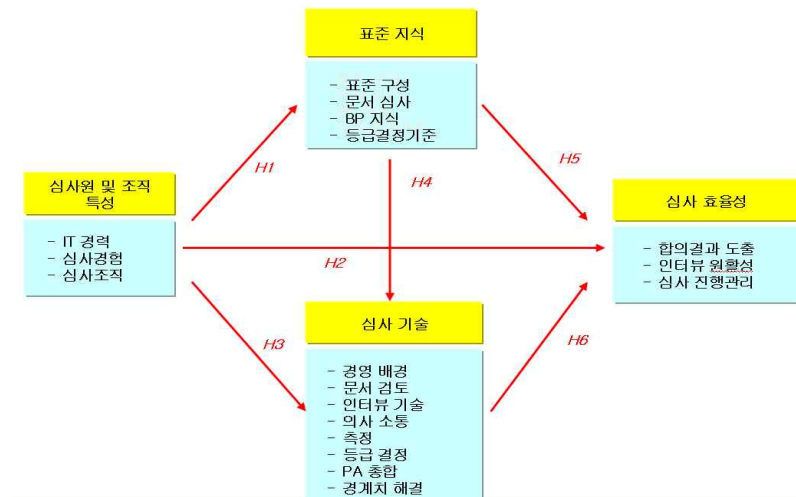 표준 지식
- 표준 구성
- 문서 심사
- BP 지식
- 등급결정기준
H1
H4
H5
심사원 및 조직
특성
- IT 경력
- 심사경험
- 심사조직
H2
심사 효율성
- 합의결과 도출
- 인터뷰 원활성
- 심사 진행관리
H3
심사 기술
- 경영 배경
- 문서 검토
- 인터뷰 기술
- 의사 소통
- 측정
- 등급 결정
- PA 종합
- 경계치 해결
H6